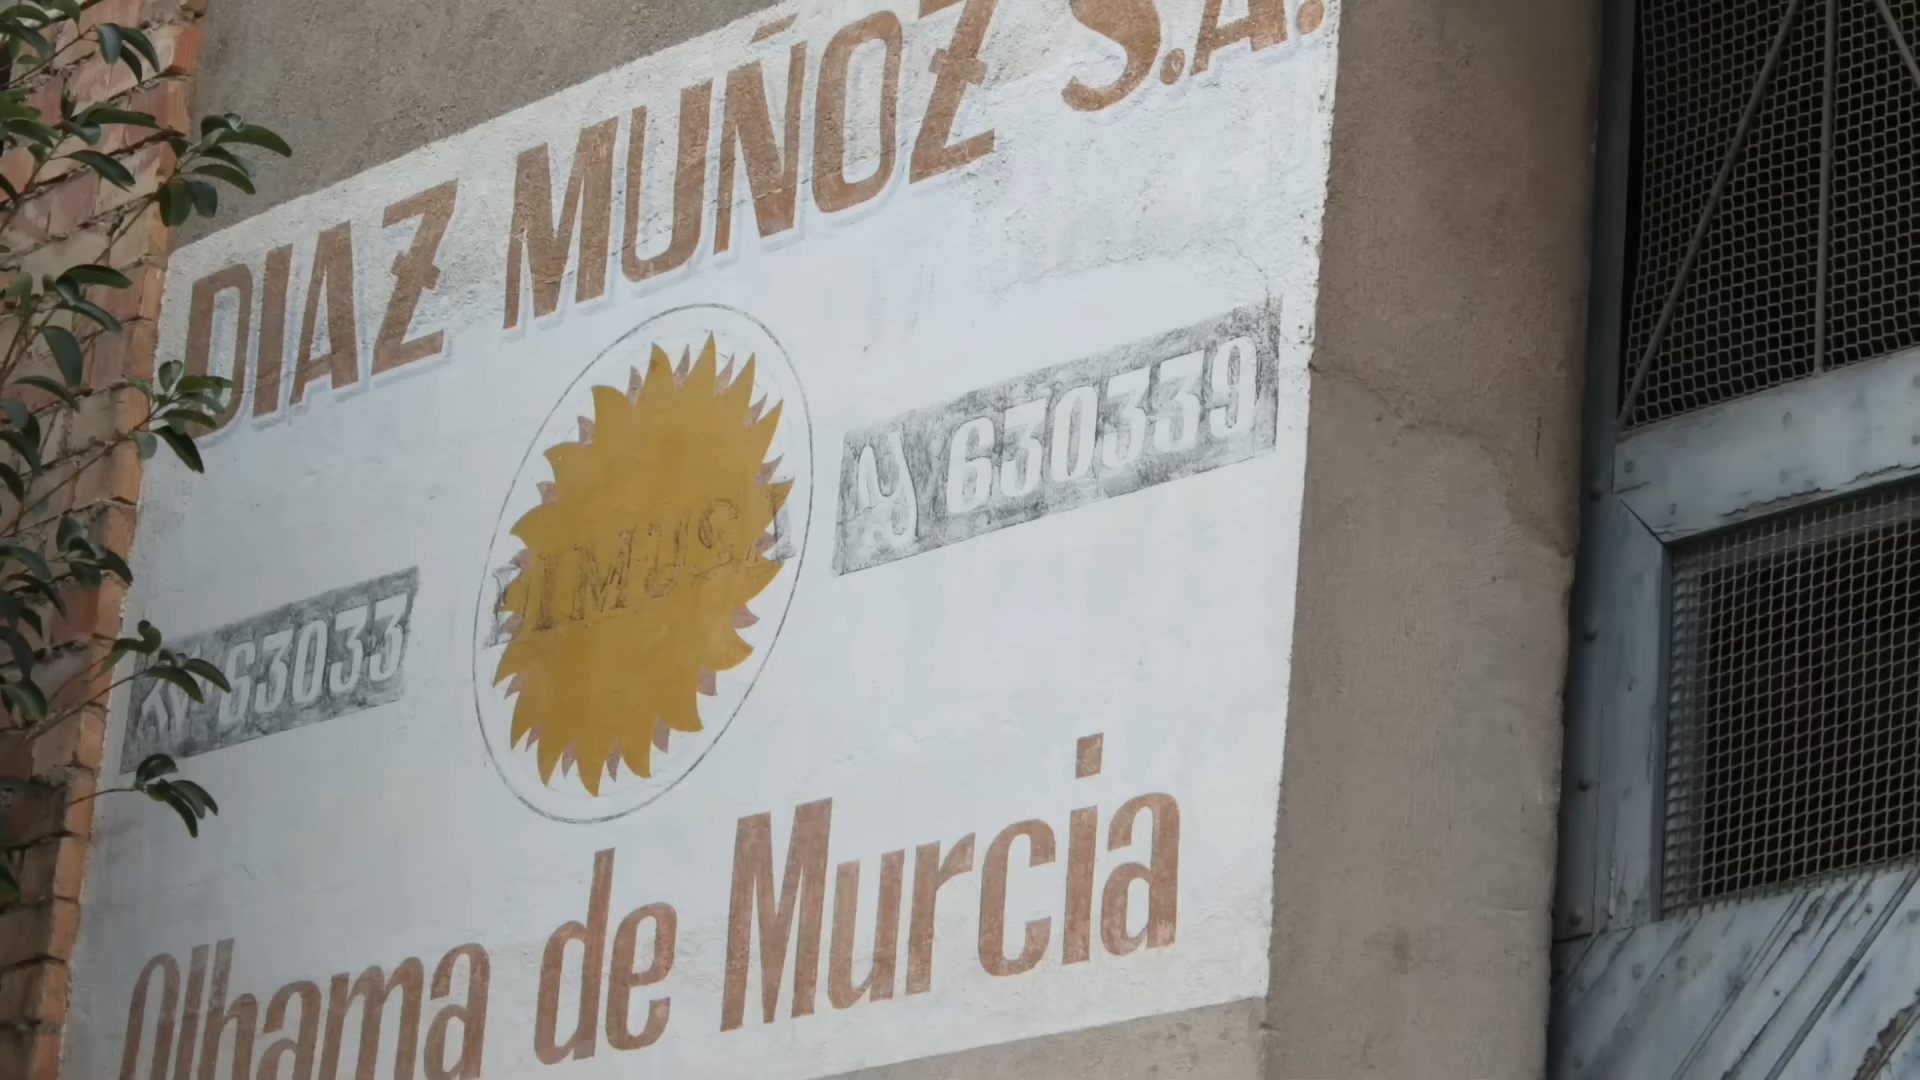 DIAZ MUÑOZ S.A.
630339
DIMUSA
63033
Alhama de Murcia